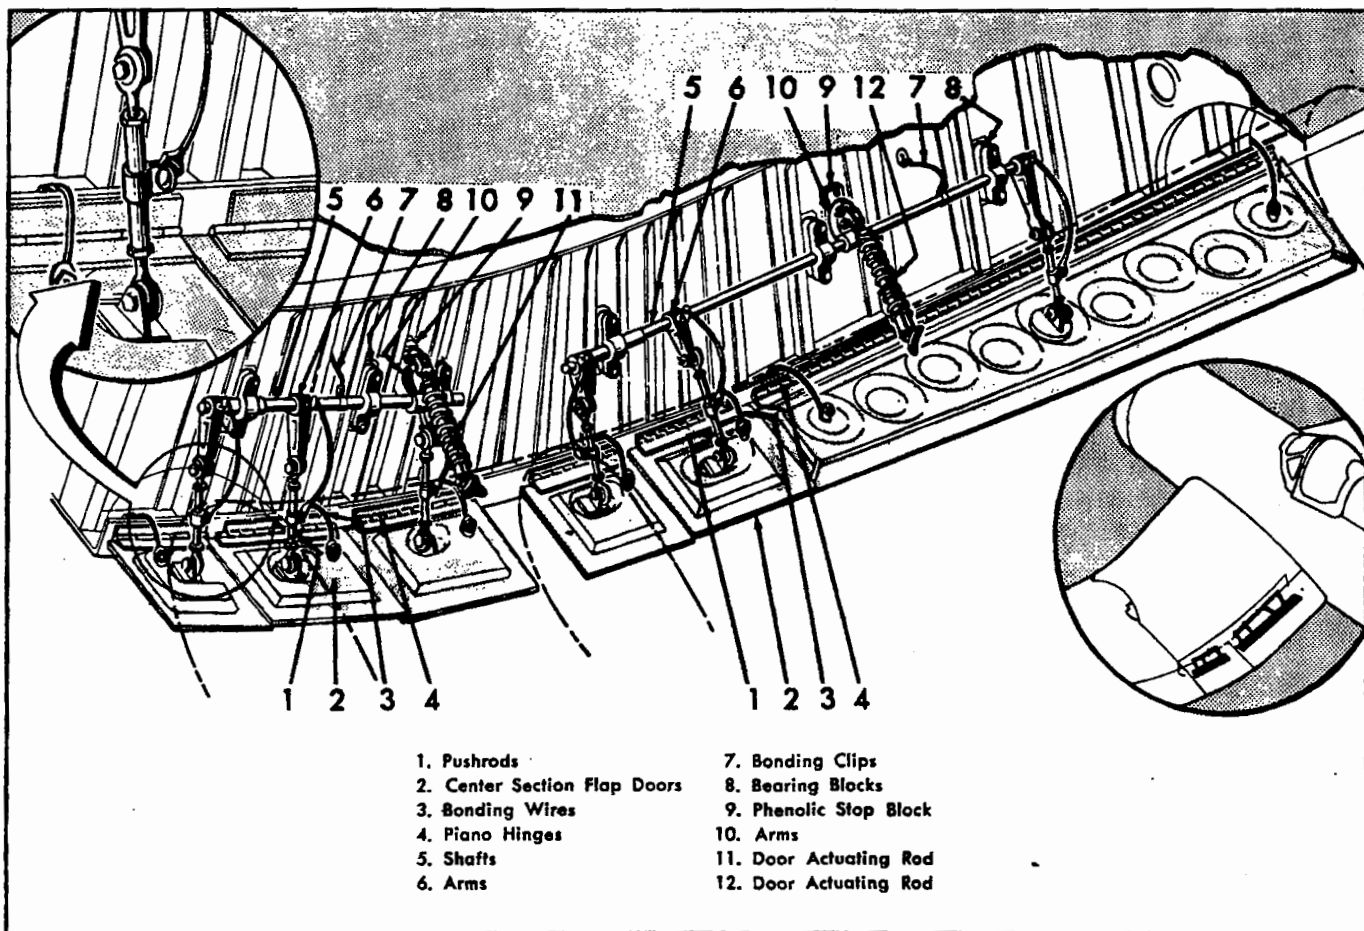 5 6 10 9 12 7 8
5 6 7 8 10 9 11
1 2 3 4
1 2 3 4
1. Pushrods
2. Center Section Flap Doors
3. Bonding Wires
4. Piano Hinges
5. Shafts
6. Arms
7. Bonding Clips
8. Bearing Blocks
9. Phenolic Stop Block
10. Arms
11. Door Actuating Rod
12. Door Actuating Rod